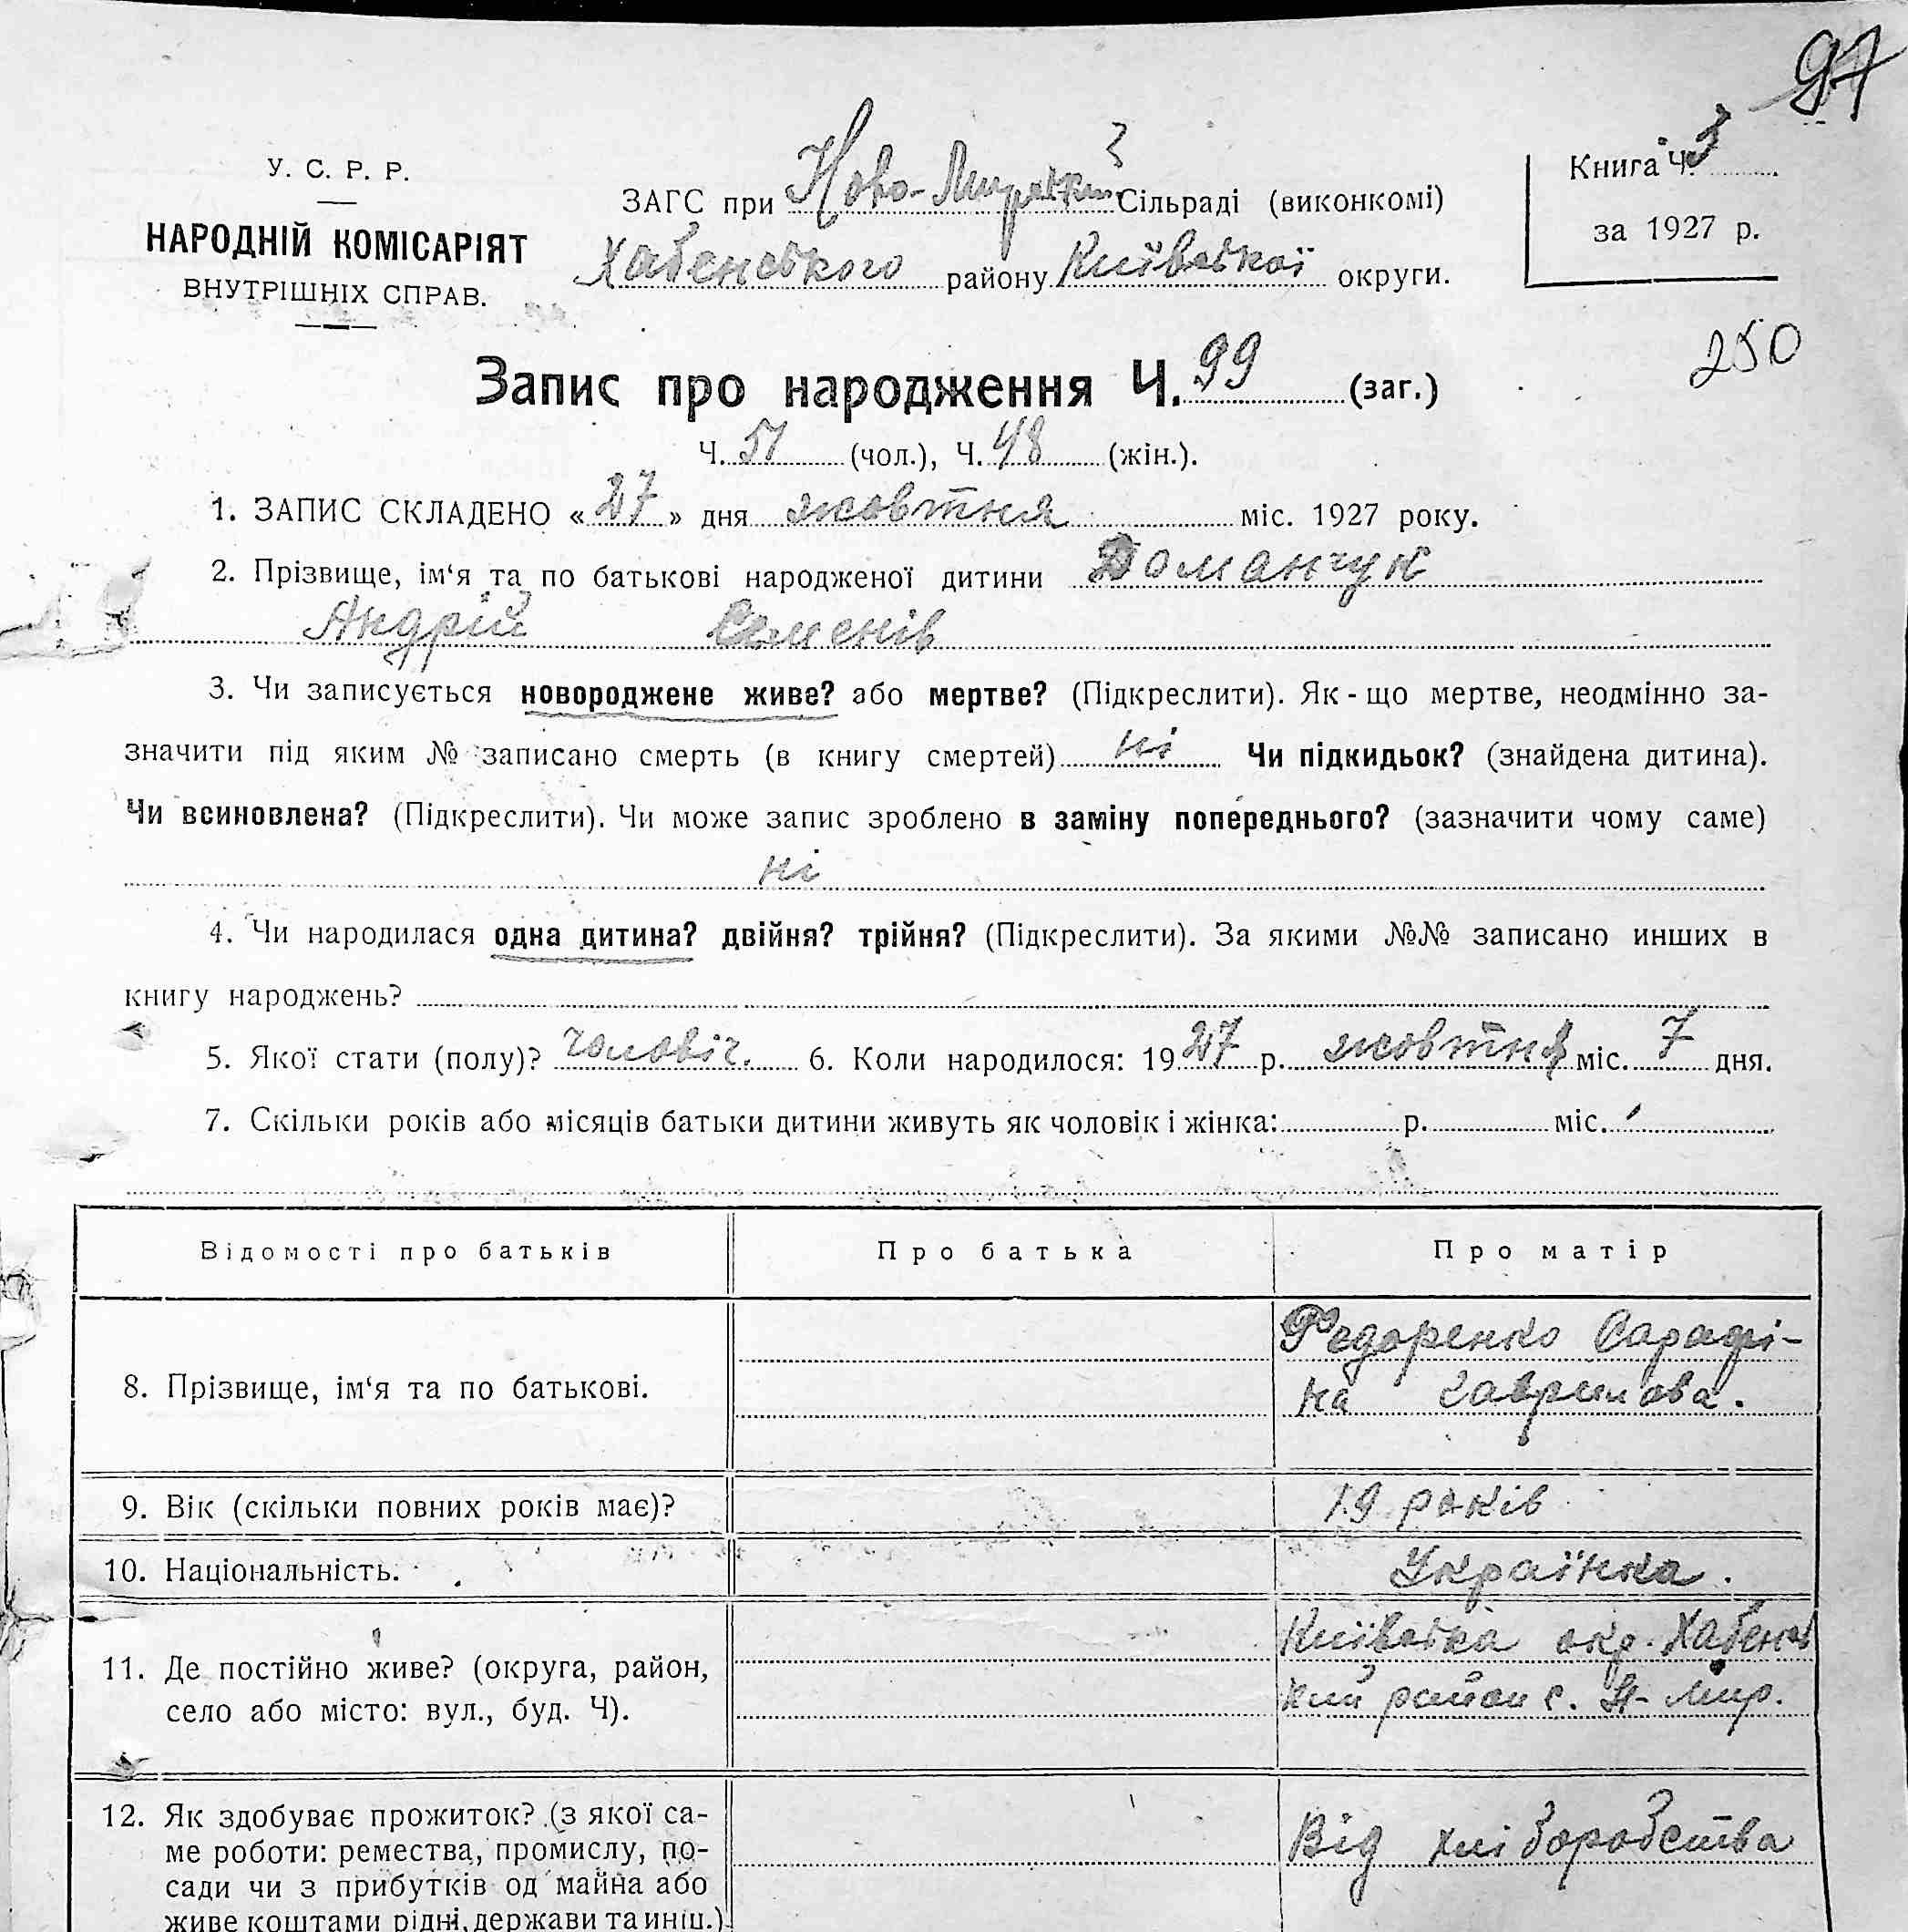 97
У. С. Р. Р.
НАРОДНІЙ КОМІСАРІЯТ
ВНУТРІШНІХ СПРАВ.
ЗАГС при Ново-Мирській Сільраді (виконкомі)
Хабенського району Київської округи.
Книга Ч. 3
за 1927 р.
250
Запис про народження Ч. 99 (заг.)
Ч. 51 (чол.), Ч. 48 (жін.).
1. ЗАПИС СКЛАДЕНО « 27 » дня жовтня міс. 1927 року.
2. Прізвище, ім‘я та по батькові народженої дитини Доманчук
Андрій Семенів
3. Чи записується новороджене живе? або мертве? (Підкреслити). Як-що мертве, неодмінно за-
значити під яким № записано смерть (в книгу смертей) ні Чи підкидьок? (знайдена дитина).
Чи всиновлена? (Підкреслити). Чи може запис зроблено в заміну попереднього? (зазначити чому саме)
ні
4. Чи народилася одна дитина? двійня? трійня? (Підкреслити). За якими №№ записано инших в
книгу народжень?
5. Якої стати (полу)? чоловіч. 6. Коли народилося: 1927 р. жовтня міс. 7 дня.
7. Скільки років або місяців батьки дитини живуть як чоловік і жінка: р. міс.
Відомості про батьків Про батька Про матір
8. Прізвище, ім‘я та по батькові.
Федоренко Сарафі-
на Гаврилова.
9. Вік (скільки повних років має)? 19 років
10. Національність. Українка.
11. Де постійно живе? (округа, район,
село або місто: вул., буд. Ч).
Київська окр. Хабенс
кий район с. Н-Мир.
12. Як здобуває прожиток? (з якої са-
ме роботи: ремества, промислу, по-
сади чи з прибутків од майна або
живе коштами рідні, держави та инш.)
Від хліборобства